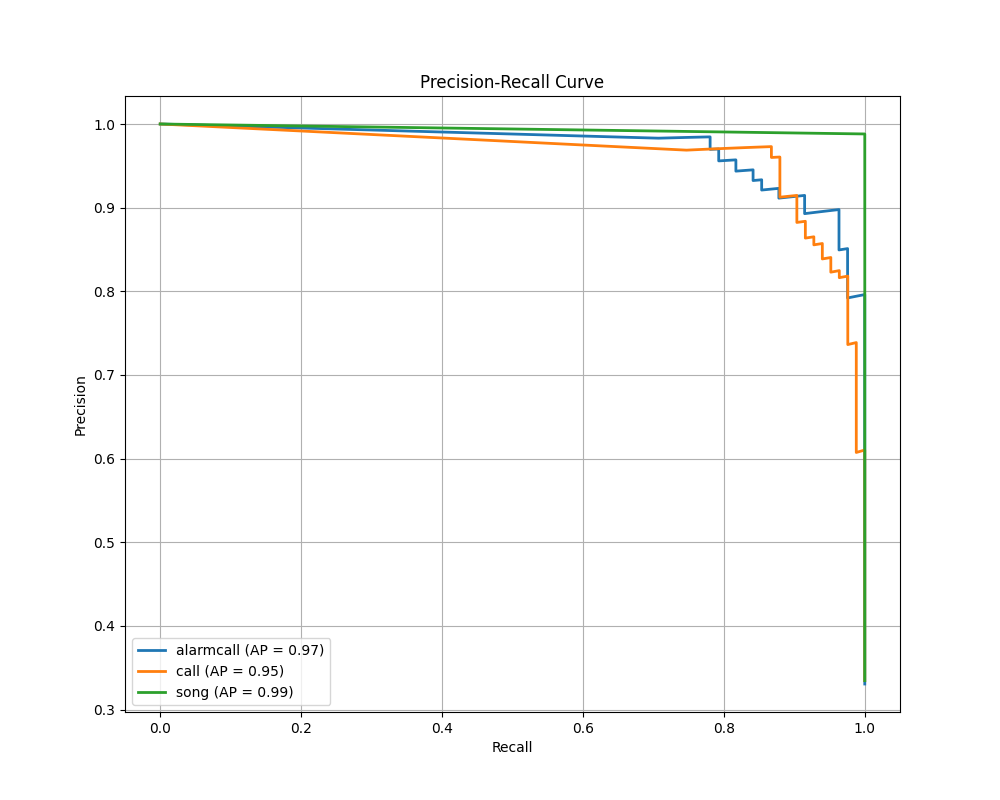 Precision-Recall Curve
1.0
0.9
0.8
0.7
0.6
0.5
0.4
0.3
Precision
alarmcall (AP = 0.97)
call (AP = 0.95)
song (AP = 0.99)
0.0 0.2 0.4 0.6 0.8 1.0
Recall